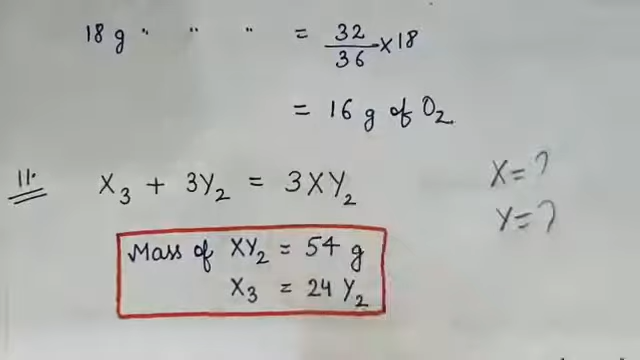 18 g " " " = 32/36 × 18
= 16 g of O₂
11. X₃ + 3Y₂ = 3XY₂
X = ?
Y = ?
Mass of XY₂ = 54 g
X₃ = 24 Y₂